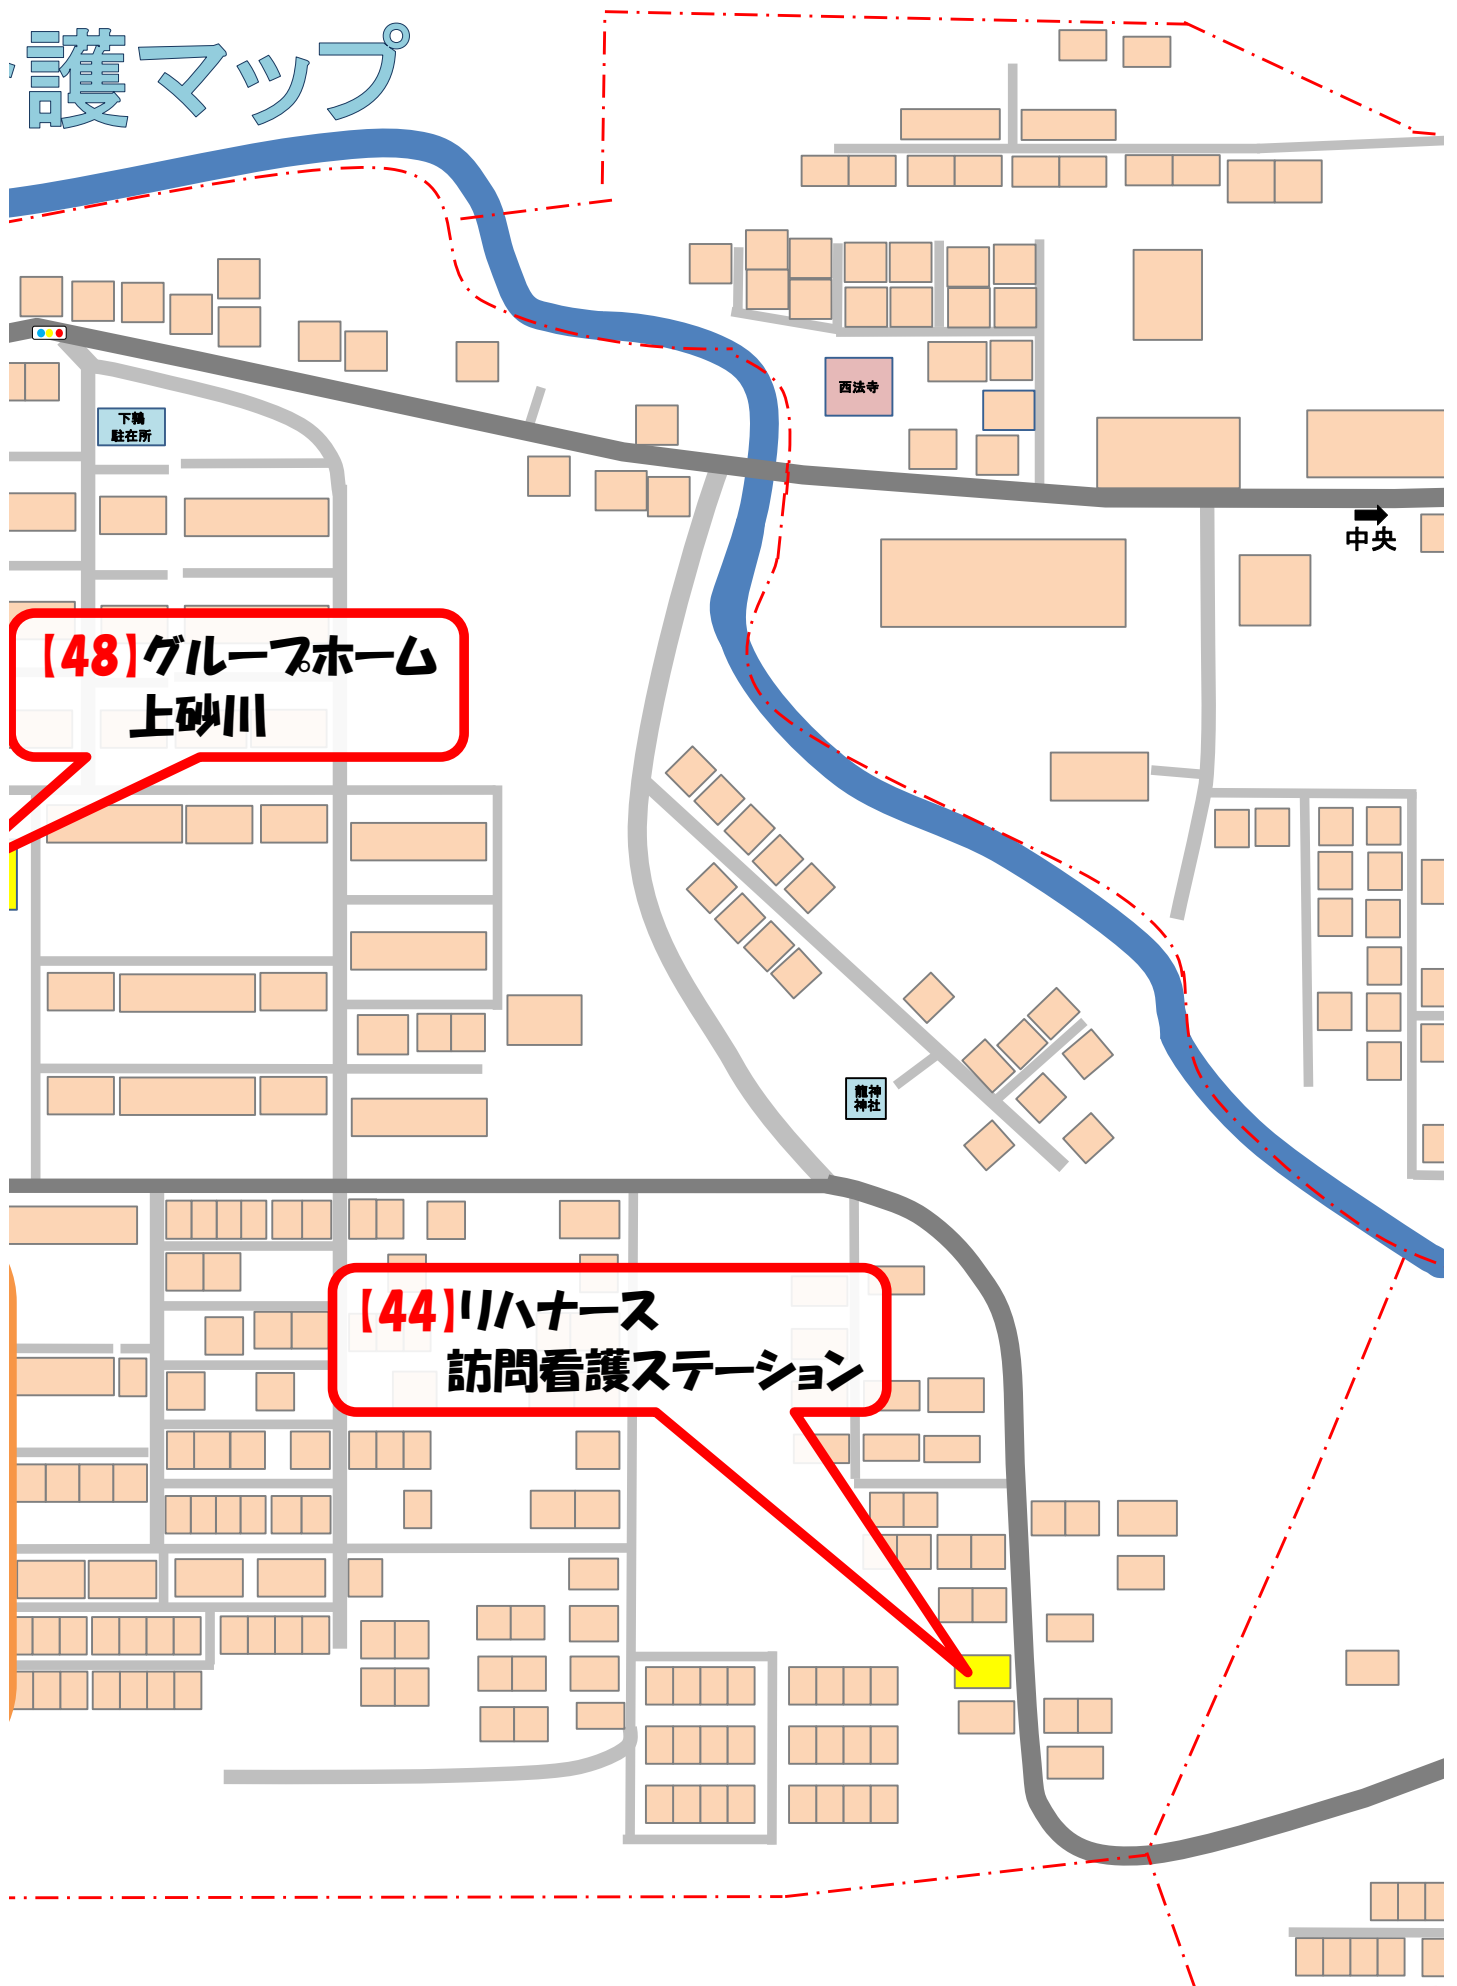 護マップ
西法寺
下鶉
駐在所
中央
【48】グループホーム
上砂川
龍神
神社
【44】リハナース
訪問看護ステーション